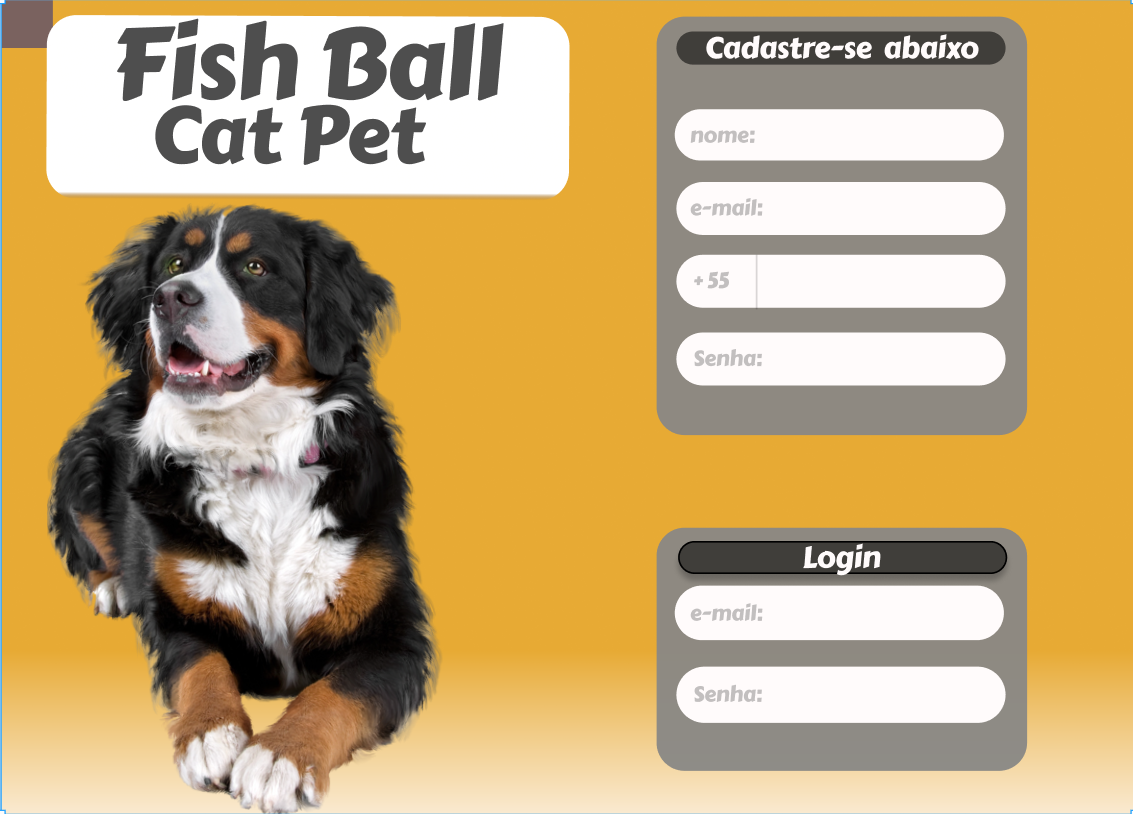 Fish Ball
Cat Pet
Cadastre-se abaixo
nome:
e-mail:
+55
Senha:
Login
e-mail:
Senha: